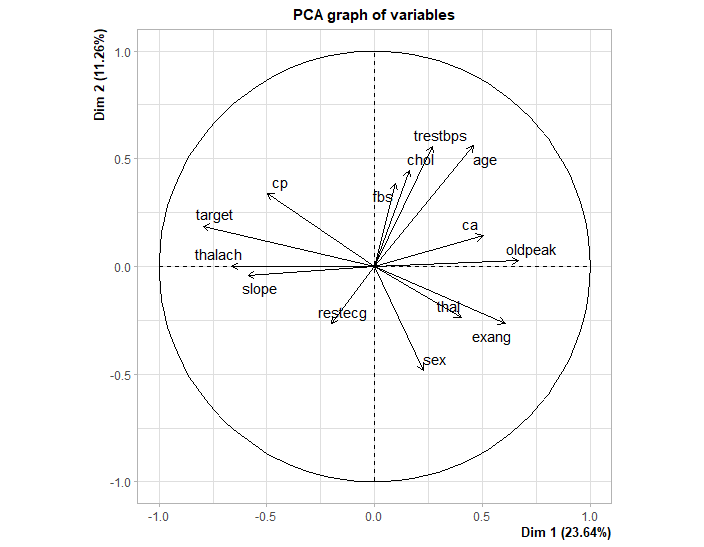 PCA graph of variables
Dim 2 (11.26%)
1.0
0.5
0.0
-0.5
-1.0
trestbps
chol
age
cp
fbs
target
ca
thalach
oldpeak
slope
restecg
thal
exang
sex
-1.0
-0.5
0.0
0.5
1.0
Dim 1 (23.64%)